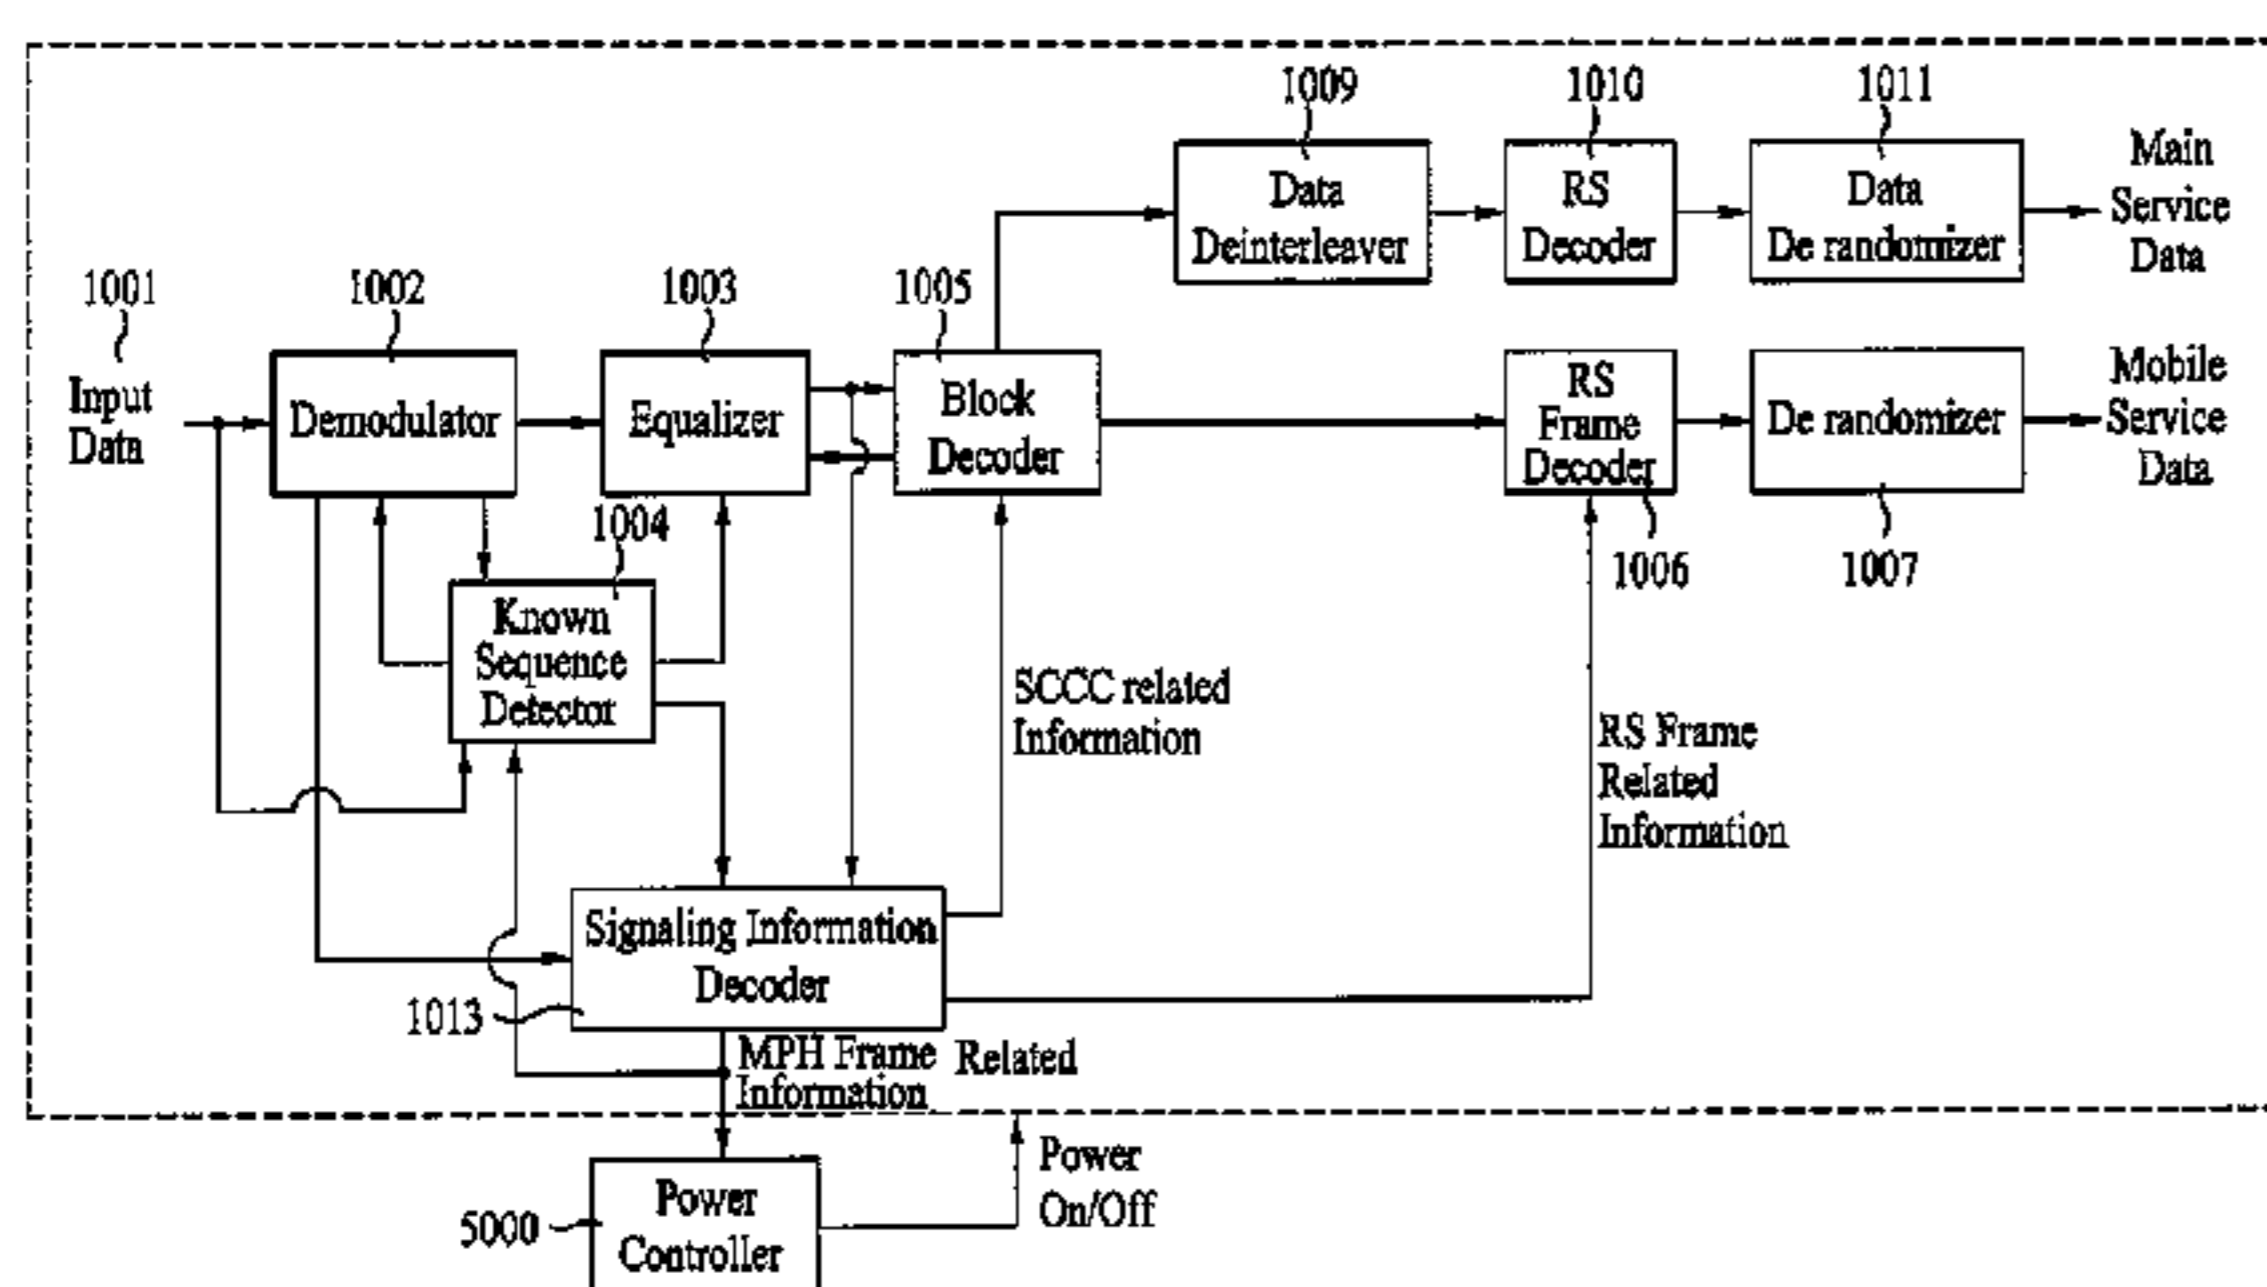 1009
1010
1011
Data
Deinterleaver
RS
Decoder
Data
De randomizer
Main
Service
Data
1001
1002
1003
1005
Input
Data
Demodulator
Equalizer
Block
Decoder
RS
Frame
Decoder
De randomizer
Mobile
Service
Data
1004
1006
1007
Known
Sequence
Detector
SCCC related
Information
RS Frame
Related
Information
Signaling Information
Decoder
1013
MPH Frame Related
Information
Power
On/Off
5000
Power
Controller